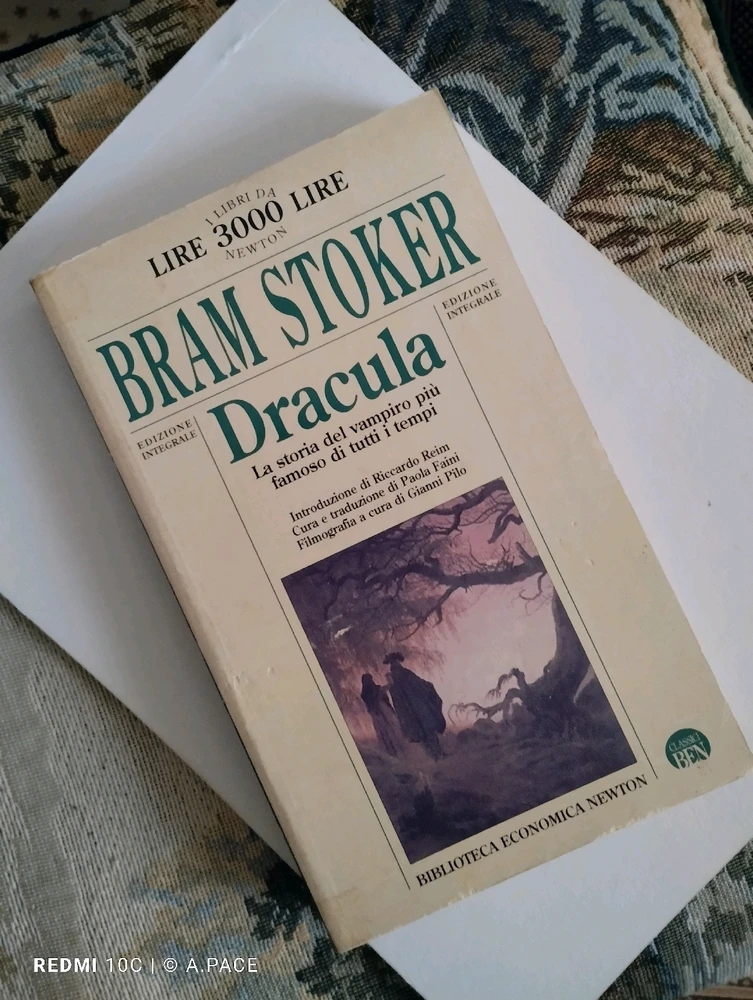 I LIBRI DA
LIRE 3000 LIRE
NEWTON
BRAM STOKER
EDIZIONE
INTEGRALE
Dracula
EDIZIONE
INTEGRALE
La storia del vampiro più
famoso di tutti i tempi
Introduzione di Riccardo Reim
Cura e traduzione di Paola Faini
Filmografia a cura di Gianni Pilo
CLASSICI
BEN
BIBLIOTECA ECONOMICA NEWTON
REDMI 10C | © A.PACE